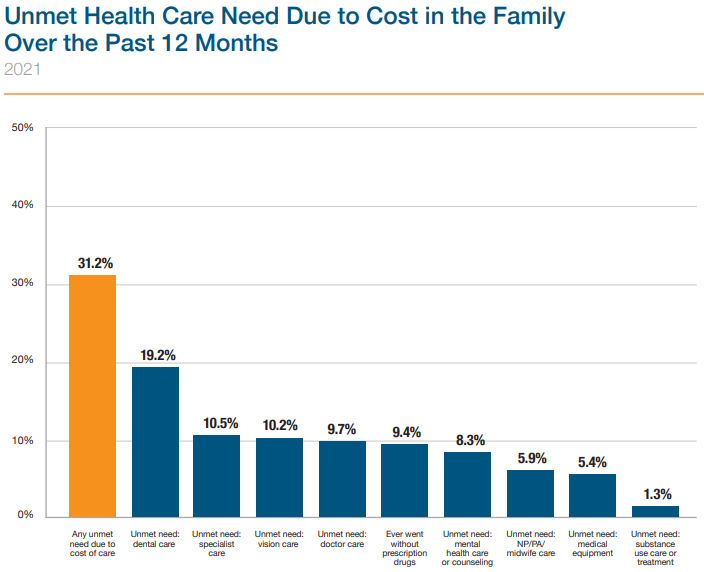 Unmet Health Care Need Due to Cost in the Family
Over the Past 12 Months
2021
50%
40%
30%
20%
10%
0%
31.2%
19.2%
10.5%
10.2%
9.7%
9.4%
8.3%
5.9%
5.4%
1.3%
Any unmet
need due to
cost of care
Unmet need:
dental care
Unmet need:
specialist
care
Unmet need:
vision care
Unmet need:
doctor care
Ever went
without
prescription
drugs
Unmet need:
mental
health care
or counseling
Unmet need:
NP/PA/
midwife care
Unmet need:
medical
equipment
Unmet need:
substance
use care or
treatment